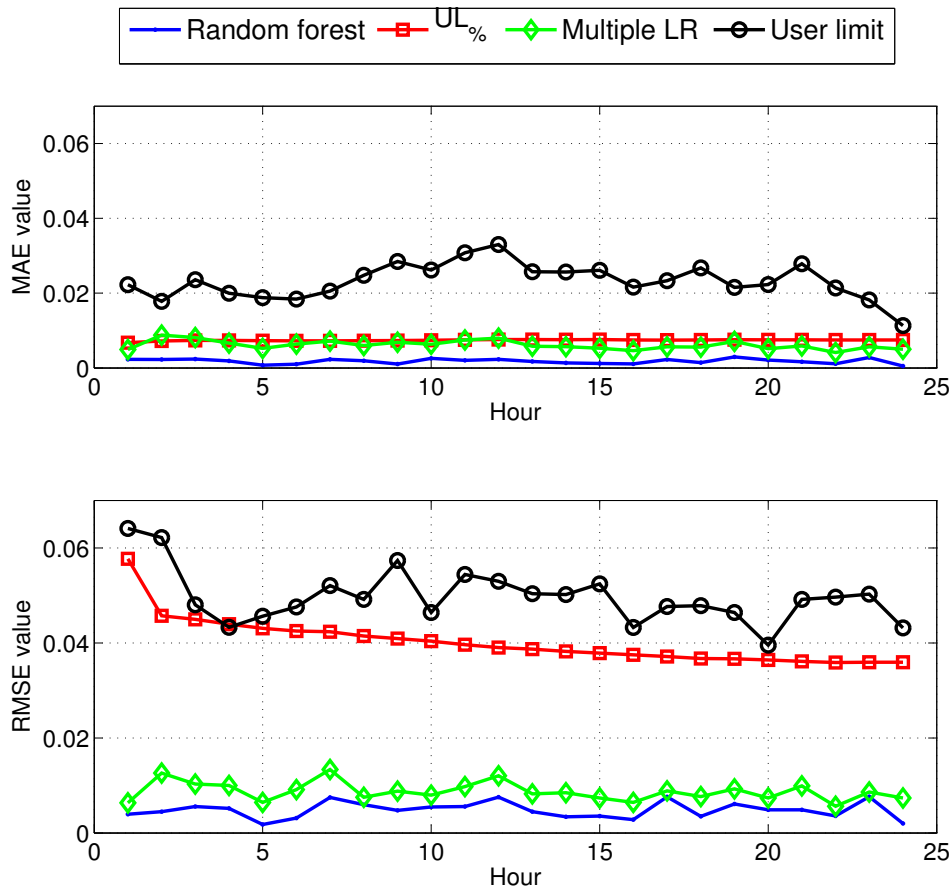 Random forest UL% Multiple LR User limit
0.06
0.04
0.02
0
MAE value
0 5 10 15 20 25
Hour
0.06
0.04
0.02
0
RMSE value
0 5 10 15 20 25
Hour